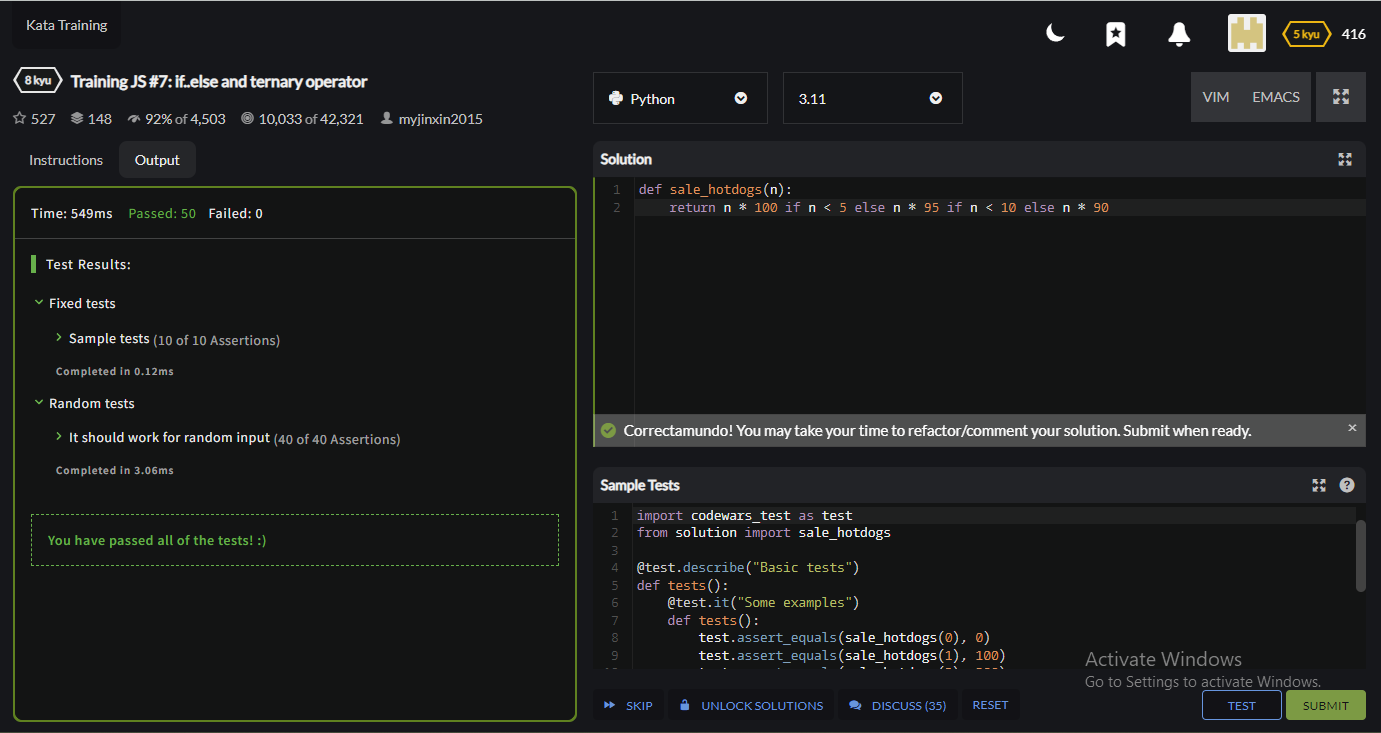 Kata Training
5 kyu 416
8 kyu Training JS #7: if..else and ternary operator
527 148 92% of 4,503 10,033 of 42,321 myjinxin2015
Instructions Output
Time: 549ms Passed: 50 Failed: 0
Test Results:
Fixed tests
Sample tests (10 of 10 Assertions)
Completed in 0.12ms
Random tests
It should work for random input (40 of 40 Assertions)
Completed in 3.06ms
You have passed all of the tests! :)
Python 3.11 VIM EMACS
Solution
1 def sale_hotdogs(n):
2 return n * 100 if n < 5 else n * 95 if n < 10 else n * 90
Correctamundo! You may take your time to refactor/comment your solution. Submit when ready. ×
Sample Tests ?
1 import codewars_test as test
2 from solution import sale_hotdogs
3
4 @test.describe("Basic tests")
5 def tests():
6 @test.it("Some examples")
7 def tests():
8 test.assert_equals(sale_hotdogs(0), 0)
9 test.assert_equals(sale_hotdogs(1), 100)
Activate Windows
Go to Settings to activate Windows.
SKIP UNLOCK SOLUTIONS DISCUSS (35) RESET TEST SUBMIT